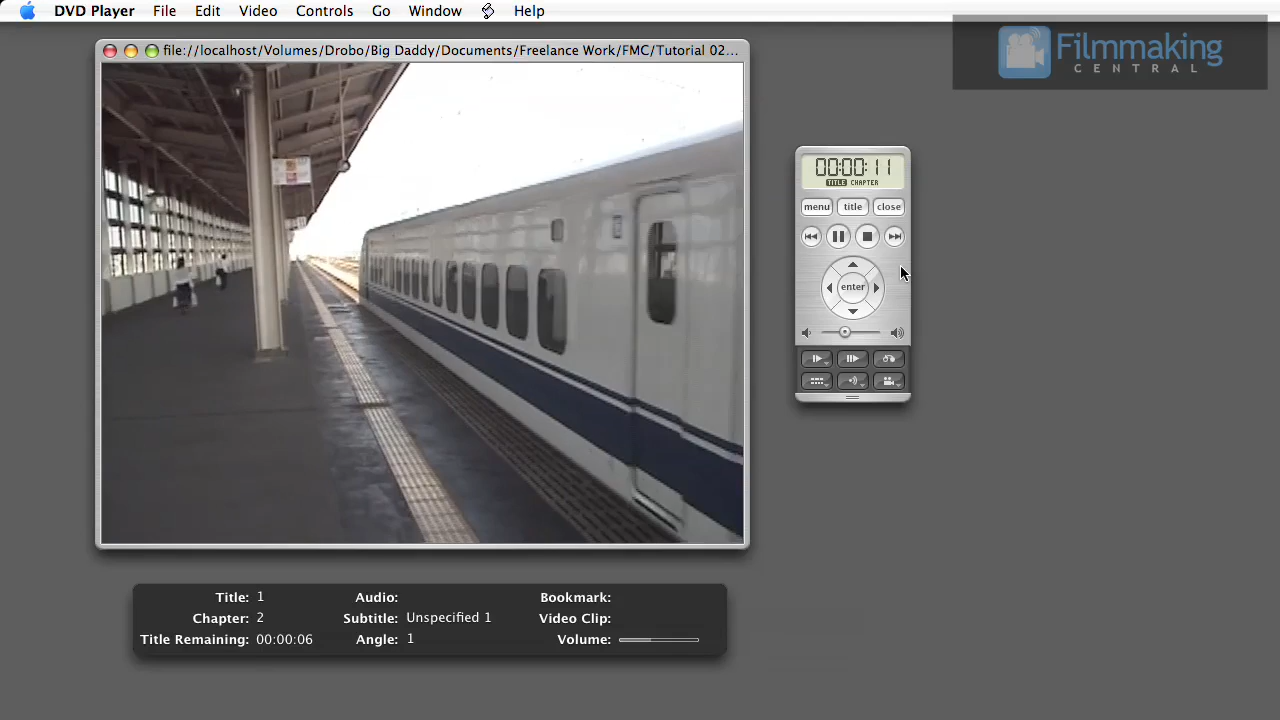 DVD Player File Edit Video Controls Go Window Help
Filmmaking
CENTRAL
file://localhost/Volumes/Drobo/Big Daddy/Documents/Freelance Work/FMC/Tutorial 02...
00:00:11
TITLE CHAPTER
menu title close
enter
Title: 1 Audio: Bookmark:
Chapter: 2 Subtitle: Unspecified 1 Video Clip:
Title Remaining: 00:00:06 Angle: 1 Volume: